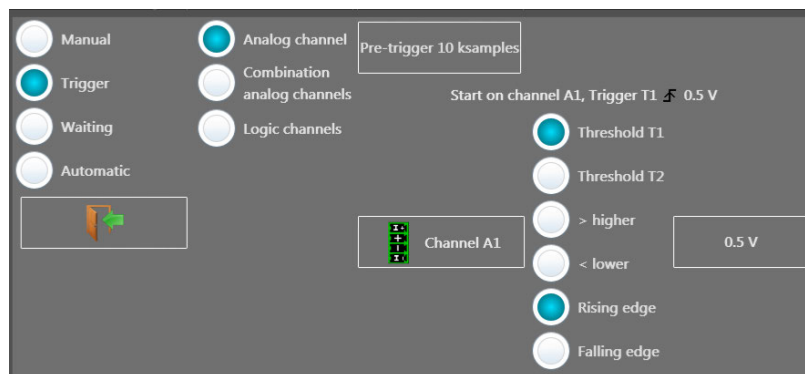 Manual
Trigger
Waiting
Automatic
Analog channel
Combination
analog channels
Logic channels
Pre-trigger 10 ksamples
Start on channel A1, Trigger T1 0.5 V
Channel A1
Threshold T1
Threshold T2
> higher
< lower
Rising edge
Falling edge
0.5 V